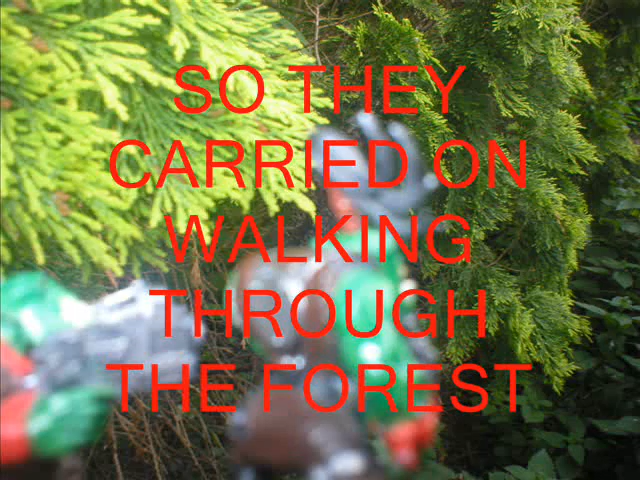 SO THEY
CARRIED ON
WALKING
THROUGH
THE FOREST